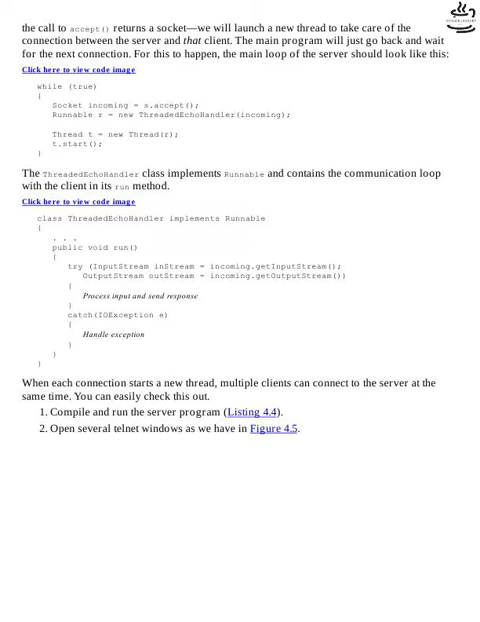 the call to accept() returns a socket—we will launch a new thread to take care of the
connection between the server and that client. The main program will just go back and wait
for the next connection. For this to happen, the main loop of the server should look like this:
Click here to view code image
while (true)
{
Socket incoming = s.accept();
Runnable r = new ThreadedEchoHandler(incoming);
Thread t = new Thread(r);
t.start();
}
The ThreadedEchoHandler class implements Runnable and contains the communication loop
with the client in its run method.
Click here to view code image
class ThreadedEchoHandler implements Runnable
{
. . .
public void run()
{
try (InputStream inStream = incoming.getInputStream();
OutputStream outStream = incoming.getOutputStream())
{
Process input and send response
}
catch(IOException e)
{
Handle exception
}
}
}
When each connection starts a new thread, multiple clients can connect to the server at the
same time. You can easily check this out.
1. Compile and run the server program (Listing 4.4).
2. Open several telnet windows as we have in Figure 4.5.